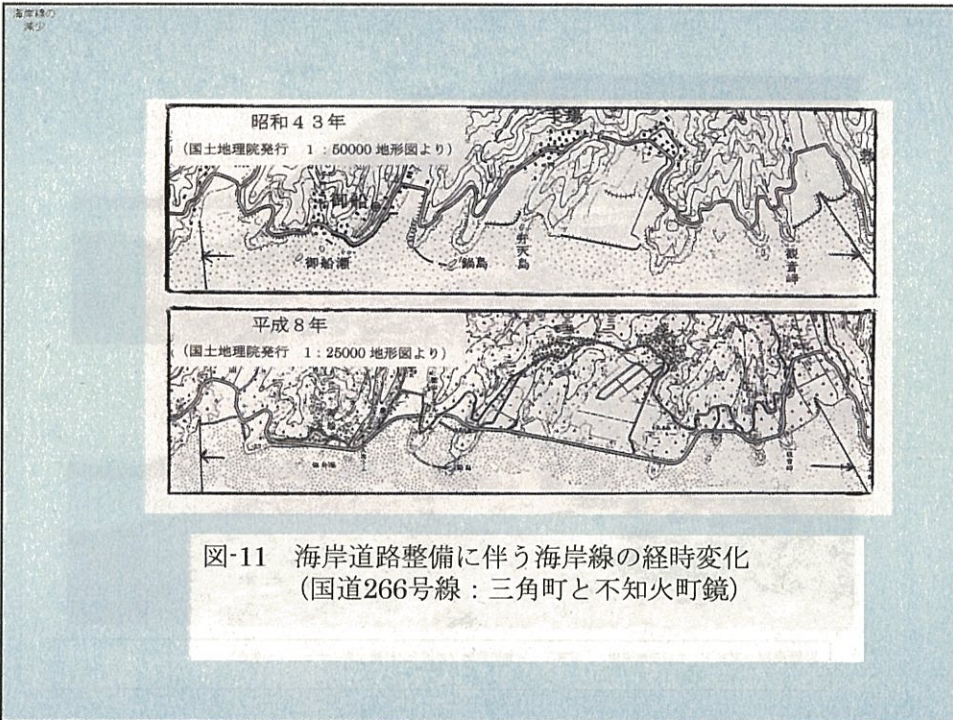 海岸線の
減少
昭和４３年
(国土地理院発行　1：50000 地形図より)
御船
御船瀬
鍋島
弁天島
観音岬
平成８年
(国土地理院発行　1：25000 地形図より)
図-11　海岸道路整備に伴う海岸線の経時変化
(国道266号線：三角町と不知火町鏡)